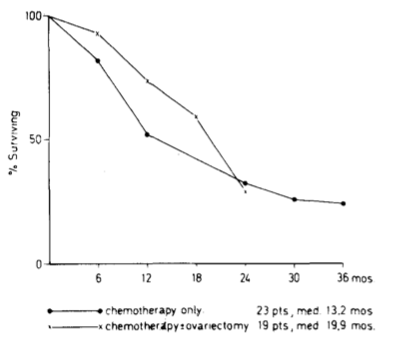 100
50
0
% Surviving
6 12 18 24 30 36 mos.
chemotherapy only. 23 pts., med. 13,2 mos
chemotherapy±ovariectomy 19 pts., med 19,9 mos.